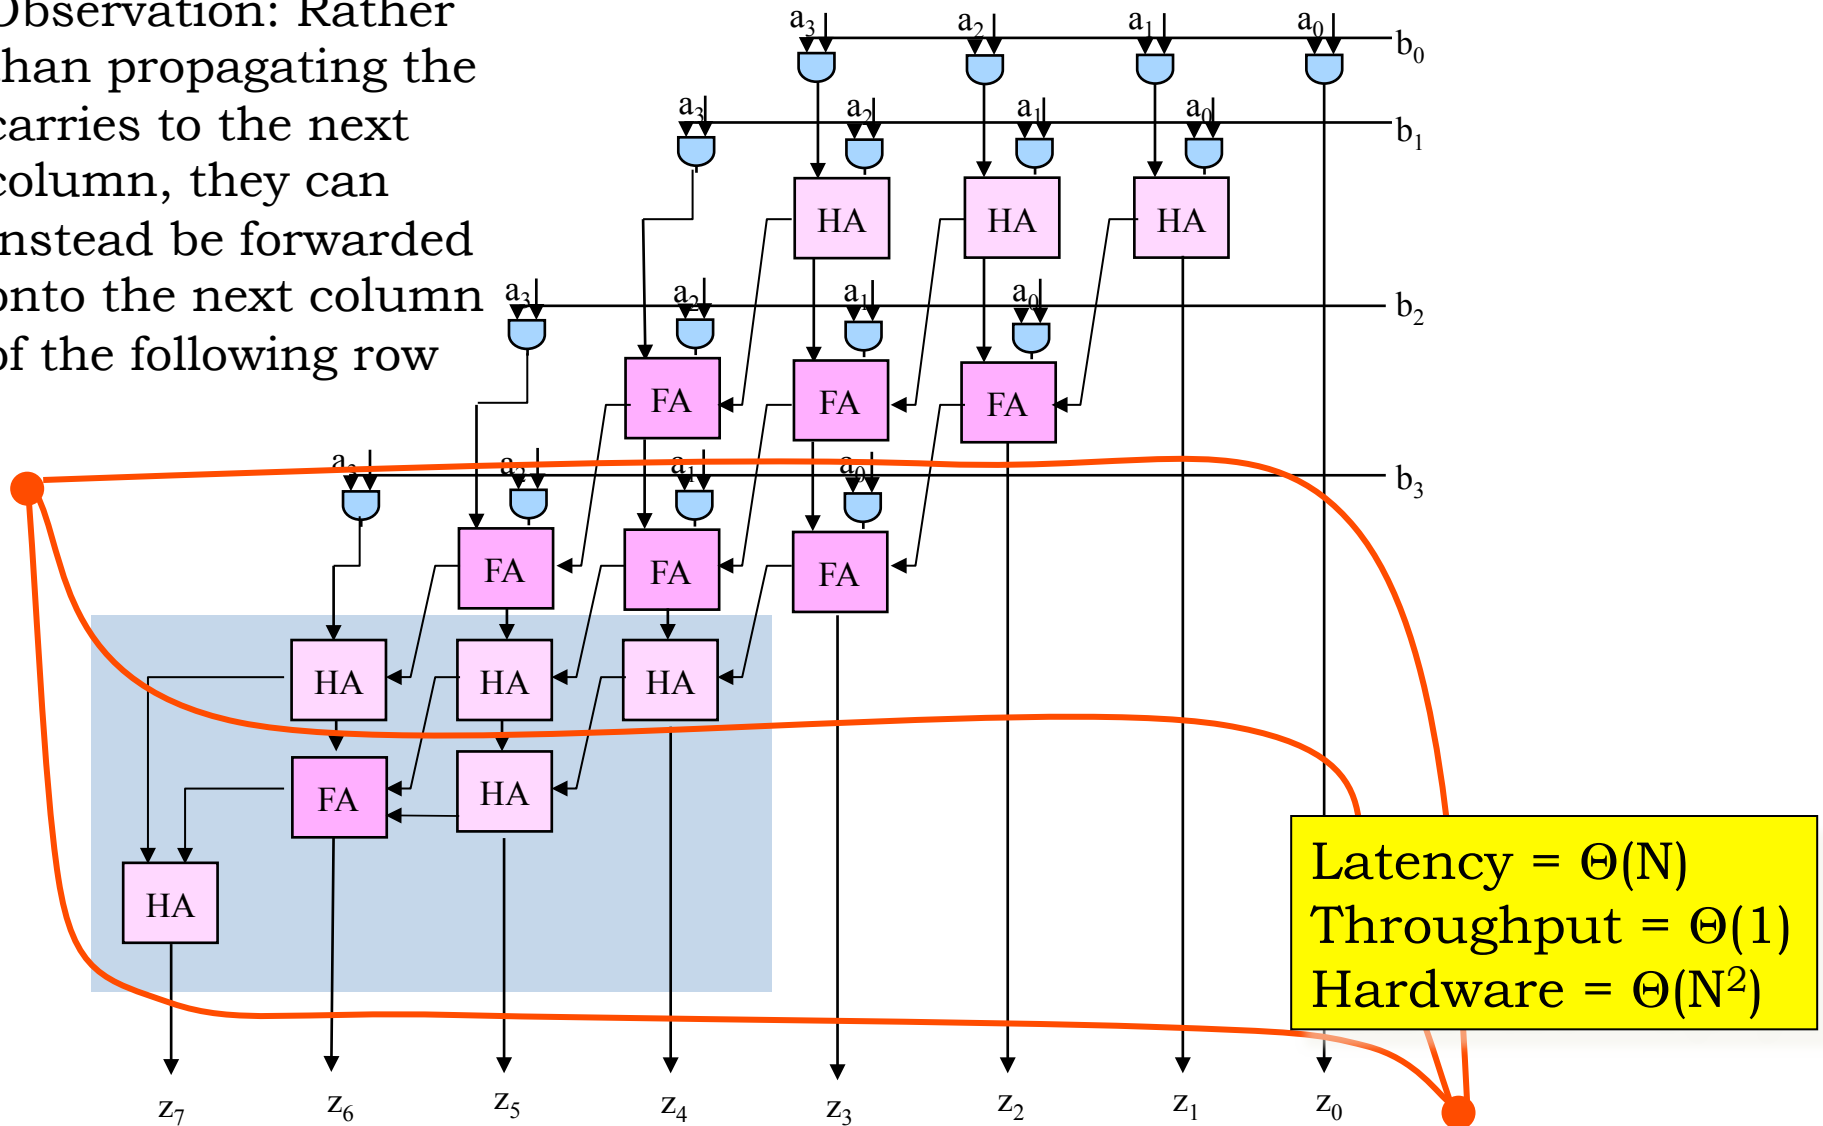 Observation: Rather
han propagating the
carries to the next
column, they can
nstead be forwarded
onto the next column
of the following row
a₃ a₂ a₁ a₀ b₀
a₃ a₂ a₁ a₀ b₁
HA HA HA
a₃ a₂ a₁ a₀ b₂
FA FA FA
a₃ a₂ a₁ a₀ b₃
FA FA FA
HA HA HA
FA HA
HA
Latency = Θ(N)
Throughput = Θ(1)
Hardware = Θ(N²)
z₇ z₆ z₅ z₄ z₃ z₂ z₁ z₀